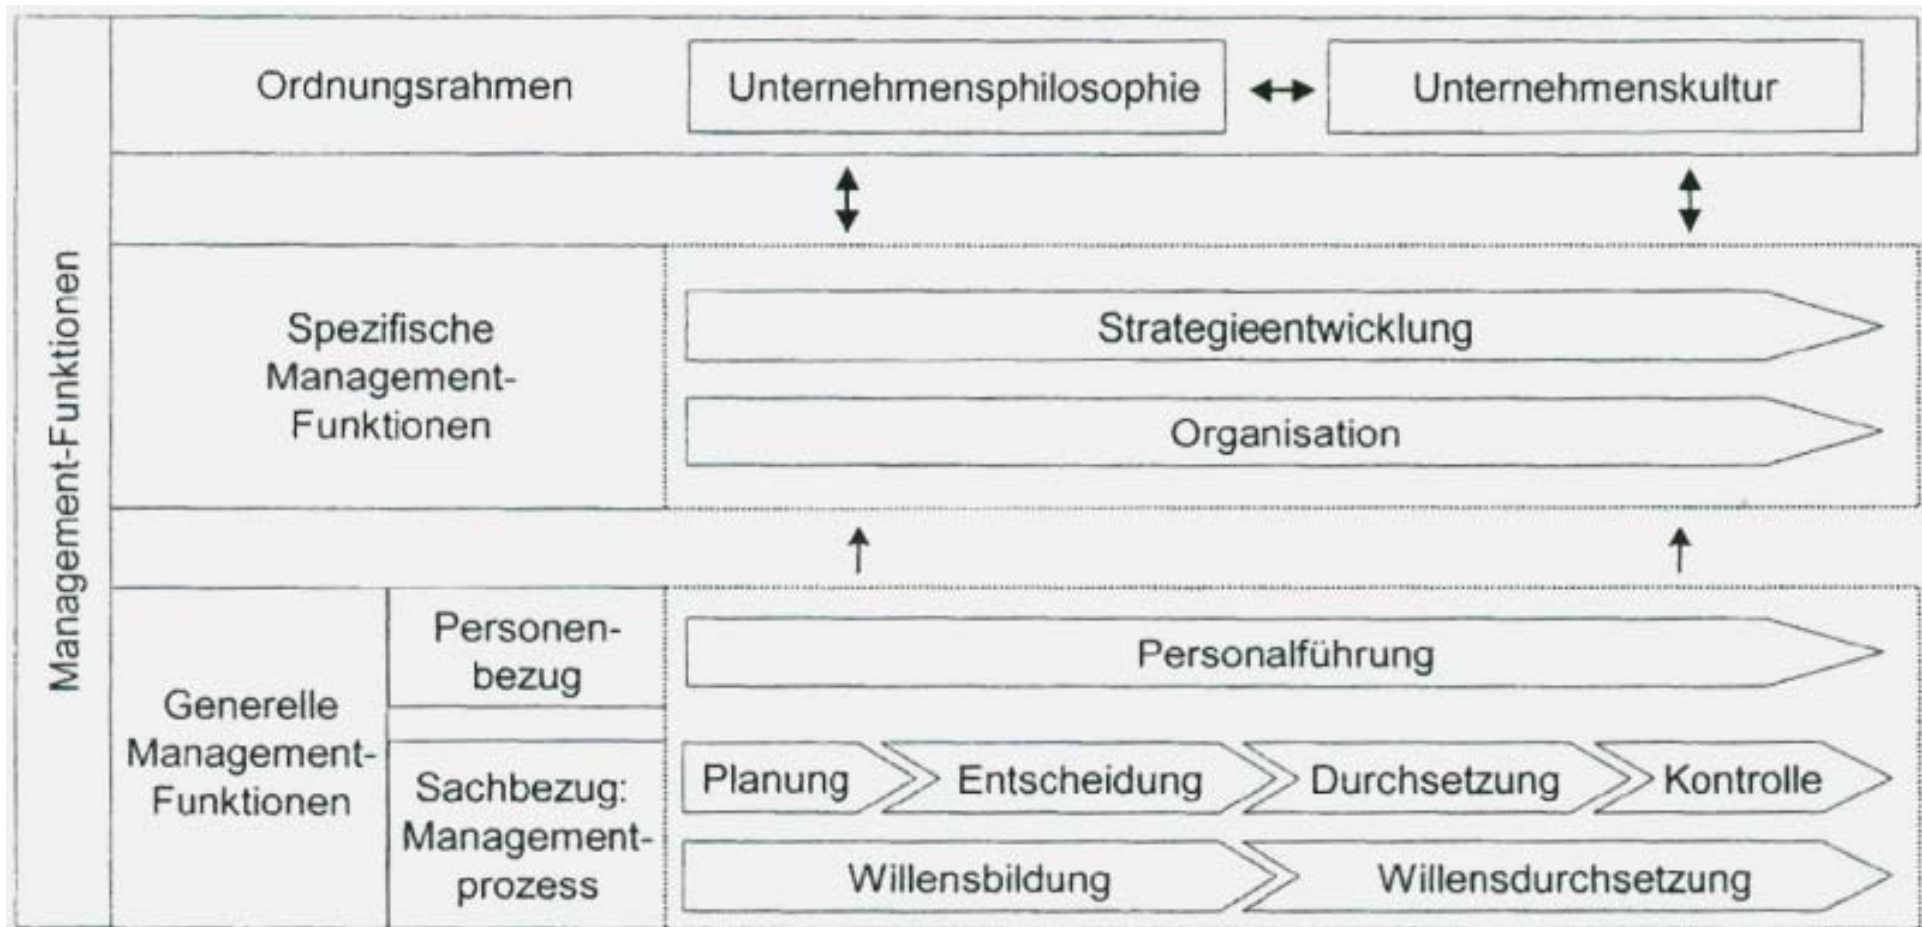 Management-Funktionen
Ordnungsrahmen
Unternehmensphilosophie
Unternehmenskultur
Spezifische
Management-
Funktionen
Strategieentwicklung
Organisation
Generelle
Management-
Funktionen
Personen-
bezug
Personalführung
Sachbezug:
Management-
prozess
Planung
Entscheidung
Durchsetzung
Kontrolle
Willensbildung
Willensdurchsetzung